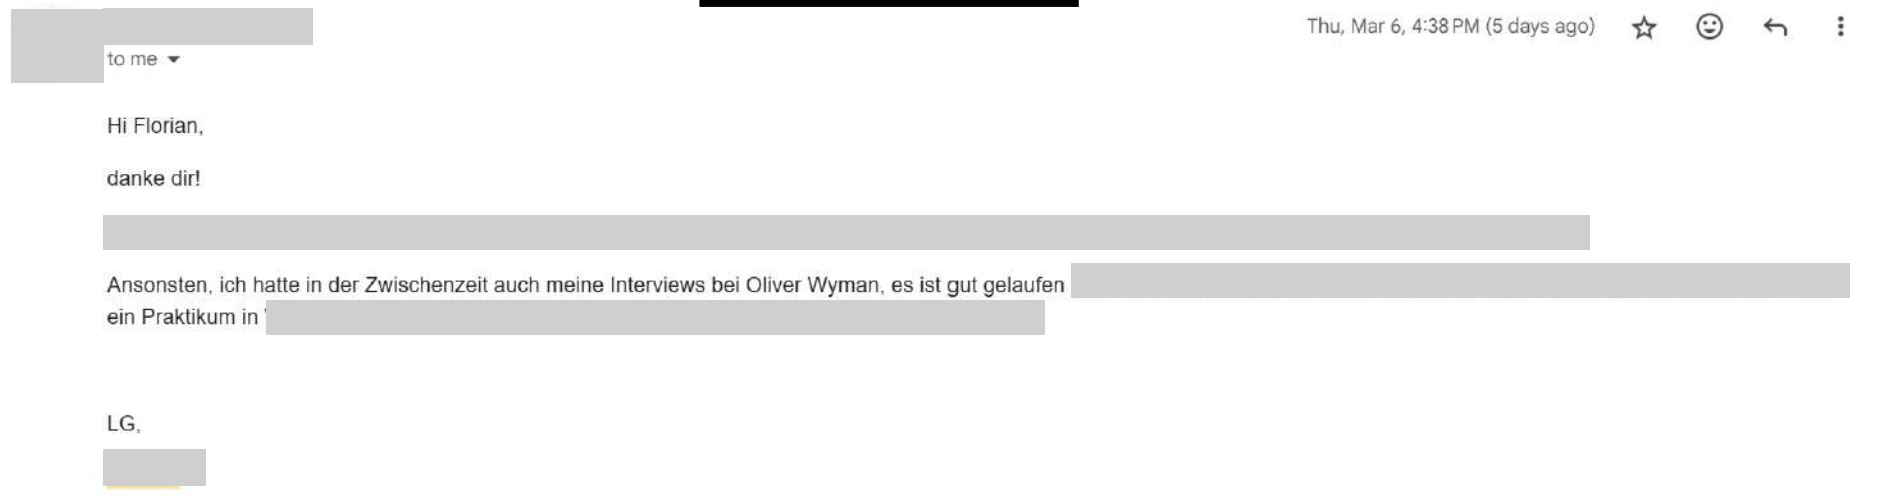 Thu, Mar 6, 4:38 PM (5 days ago)
to me
Hi Florian,
danke dir!
Ansonsten, ich hatte in der Zwischenzeit auch meine Interviews bei Oliver Wyman, es ist gut gelaufen
ein Praktikum in
LG,